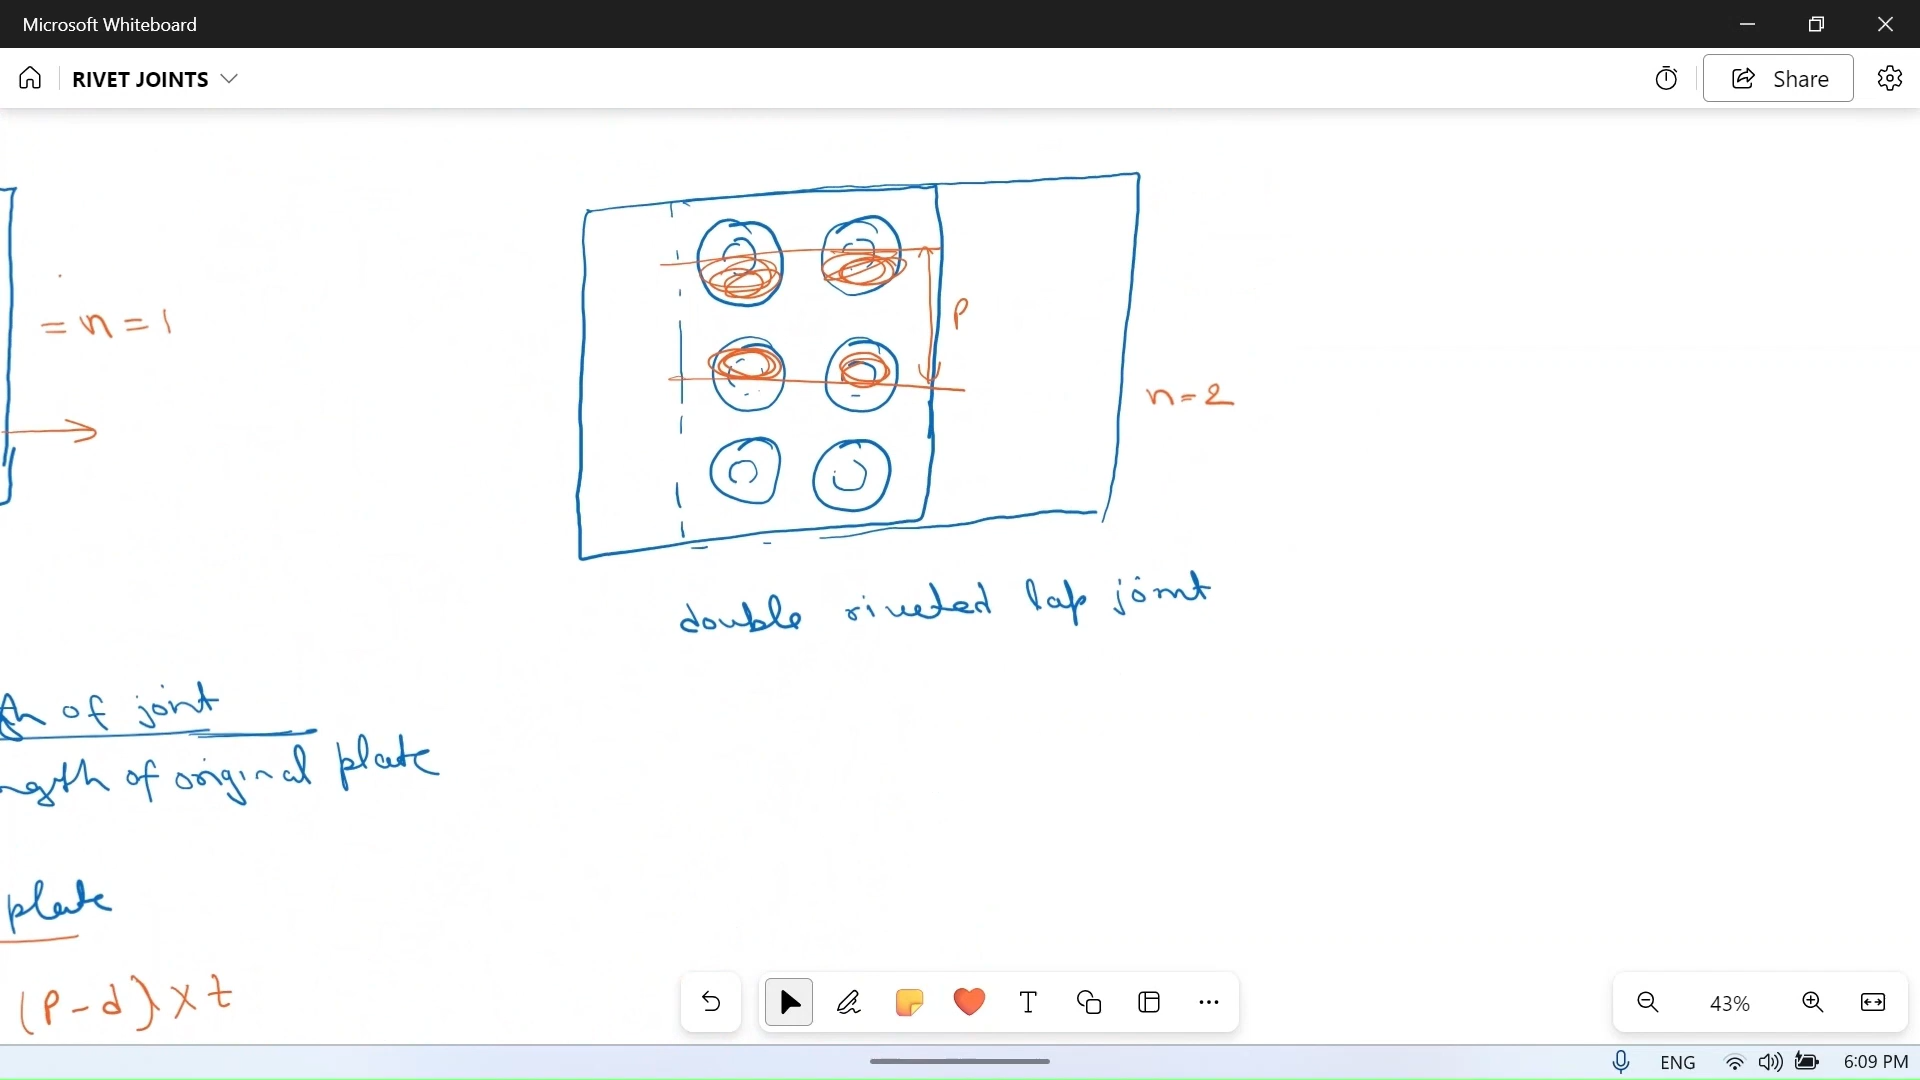 Microsoft Whiteboard
RIVET JOINTS
Share
= n = 1
P
n = 2
double riveted lap joint
of joint
of original plate
plate
(P-d) x t
T
43%
ENG
6:09 PM